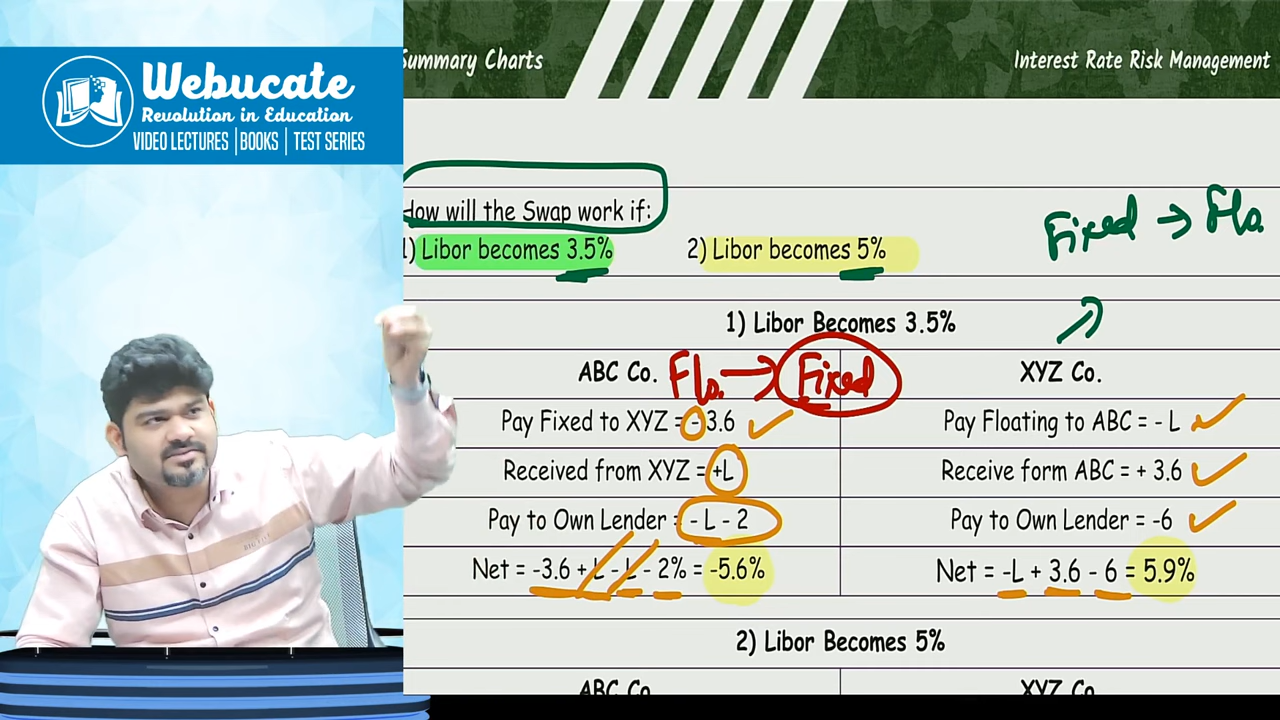 Webucate
Revolution in Education
VIDEO LECTURES | BOOKS | TEST SERIES
Summary Charts
Interest Rate Risk Management
How will the Swap work if:
1) Libor becomes 3.5%
2) Libor becomes 5%
Fixed → Flo.
1) Libor Becomes 3.5%
ABC Co.
Flo. → Fixed
XYZ Co.
Pay Fixed to XYZ = - 3.6
Pay Floating to ABC = - L
Received from XYZ = +L
Receive form ABC = + 3.6
Pay to Own Lender = - L - 2
Pay to Own Lender = -6
Net = -3.6 + L - L - 2% = -5.6%
Net = -L + 3.6 - 6 = 5.9%
2) Libor Becomes 5%
ABC Co.
XYZ Co.